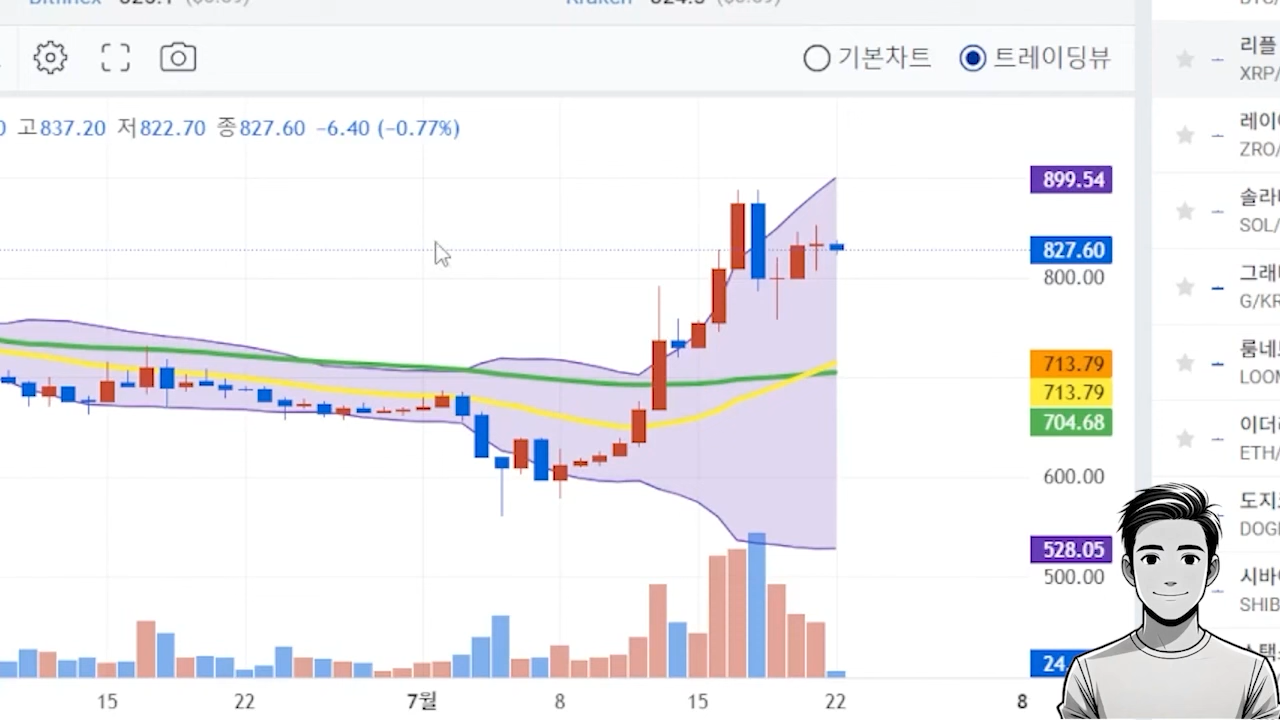 기본차트
트레이딩뷰
고837.20 저822.70 종827.60 -6.40 (-0.77%)
899.54
827.60
800.00
713.79
713.79
704.68
600.00
528.05
500.00
24.
15
22
7월
8
15
22
8
리플
XRP/
ZRO/
SOL/
G/KR
LOOM
ETH/
SHIB